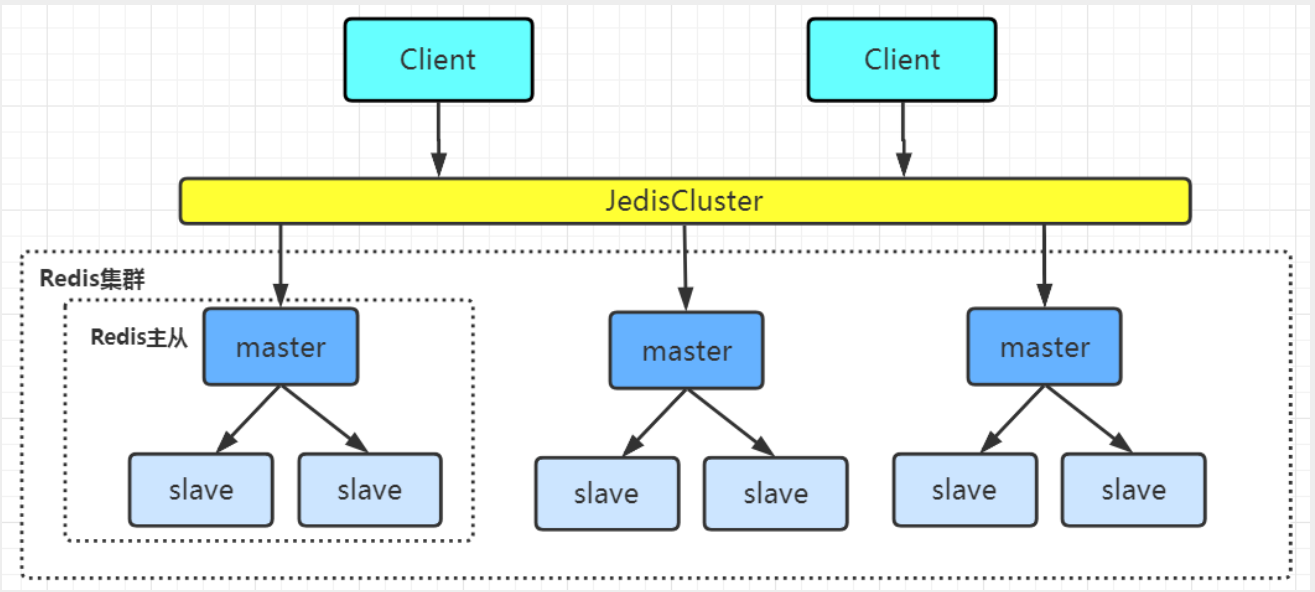 Client
Client
JedisCluster
Redis集群
Redis主从
master
master
master
slave
slave
slave
slave
slave
slave